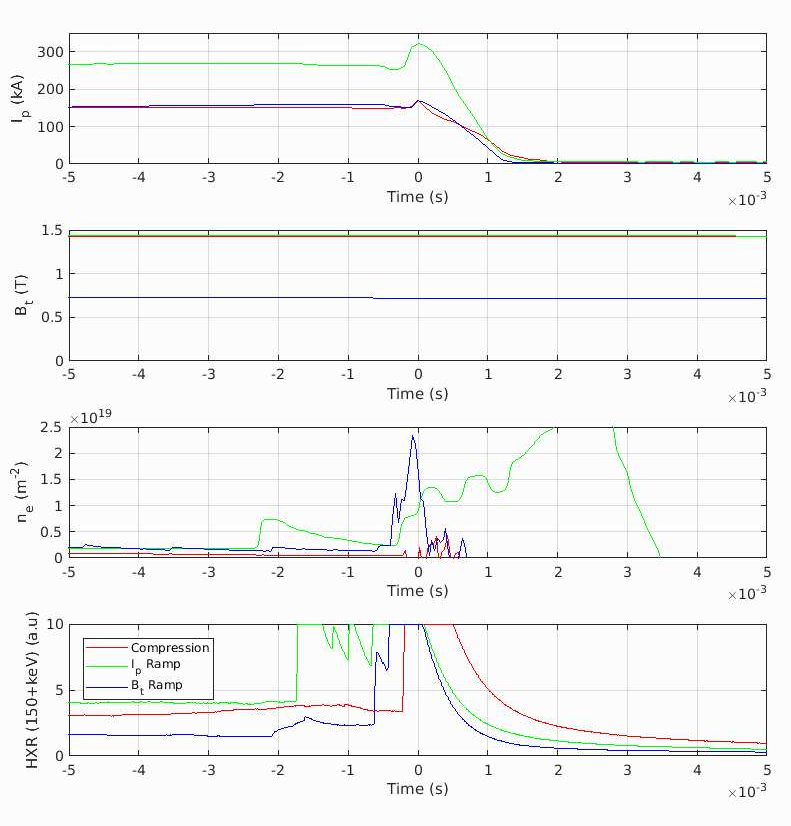 I_p (kA)
300
200
100
0
-5 -4 -3 -2 -1 0 1 2 3 4 5
Time (s)
×10^-3
B_t (T)
1.5
1
0.5
0
-5 -4 -3 -2 -1 0 1 2 3 4 5
Time (s)
×10^-3
×10^19
n_e (m^-2)
2.5
2
1.5
1
0.5
0
-5 -4 -3 -2 -1 0 1 2 3 4 5
Time (s)
×10^-3
HXR (150+keV) (a.u)
10
5
0
Compression
I_p Ramp
B_t Ramp
-5 -4 -3 -2 -1 0 1 2 3 4 5
Time (s)
×10^-3